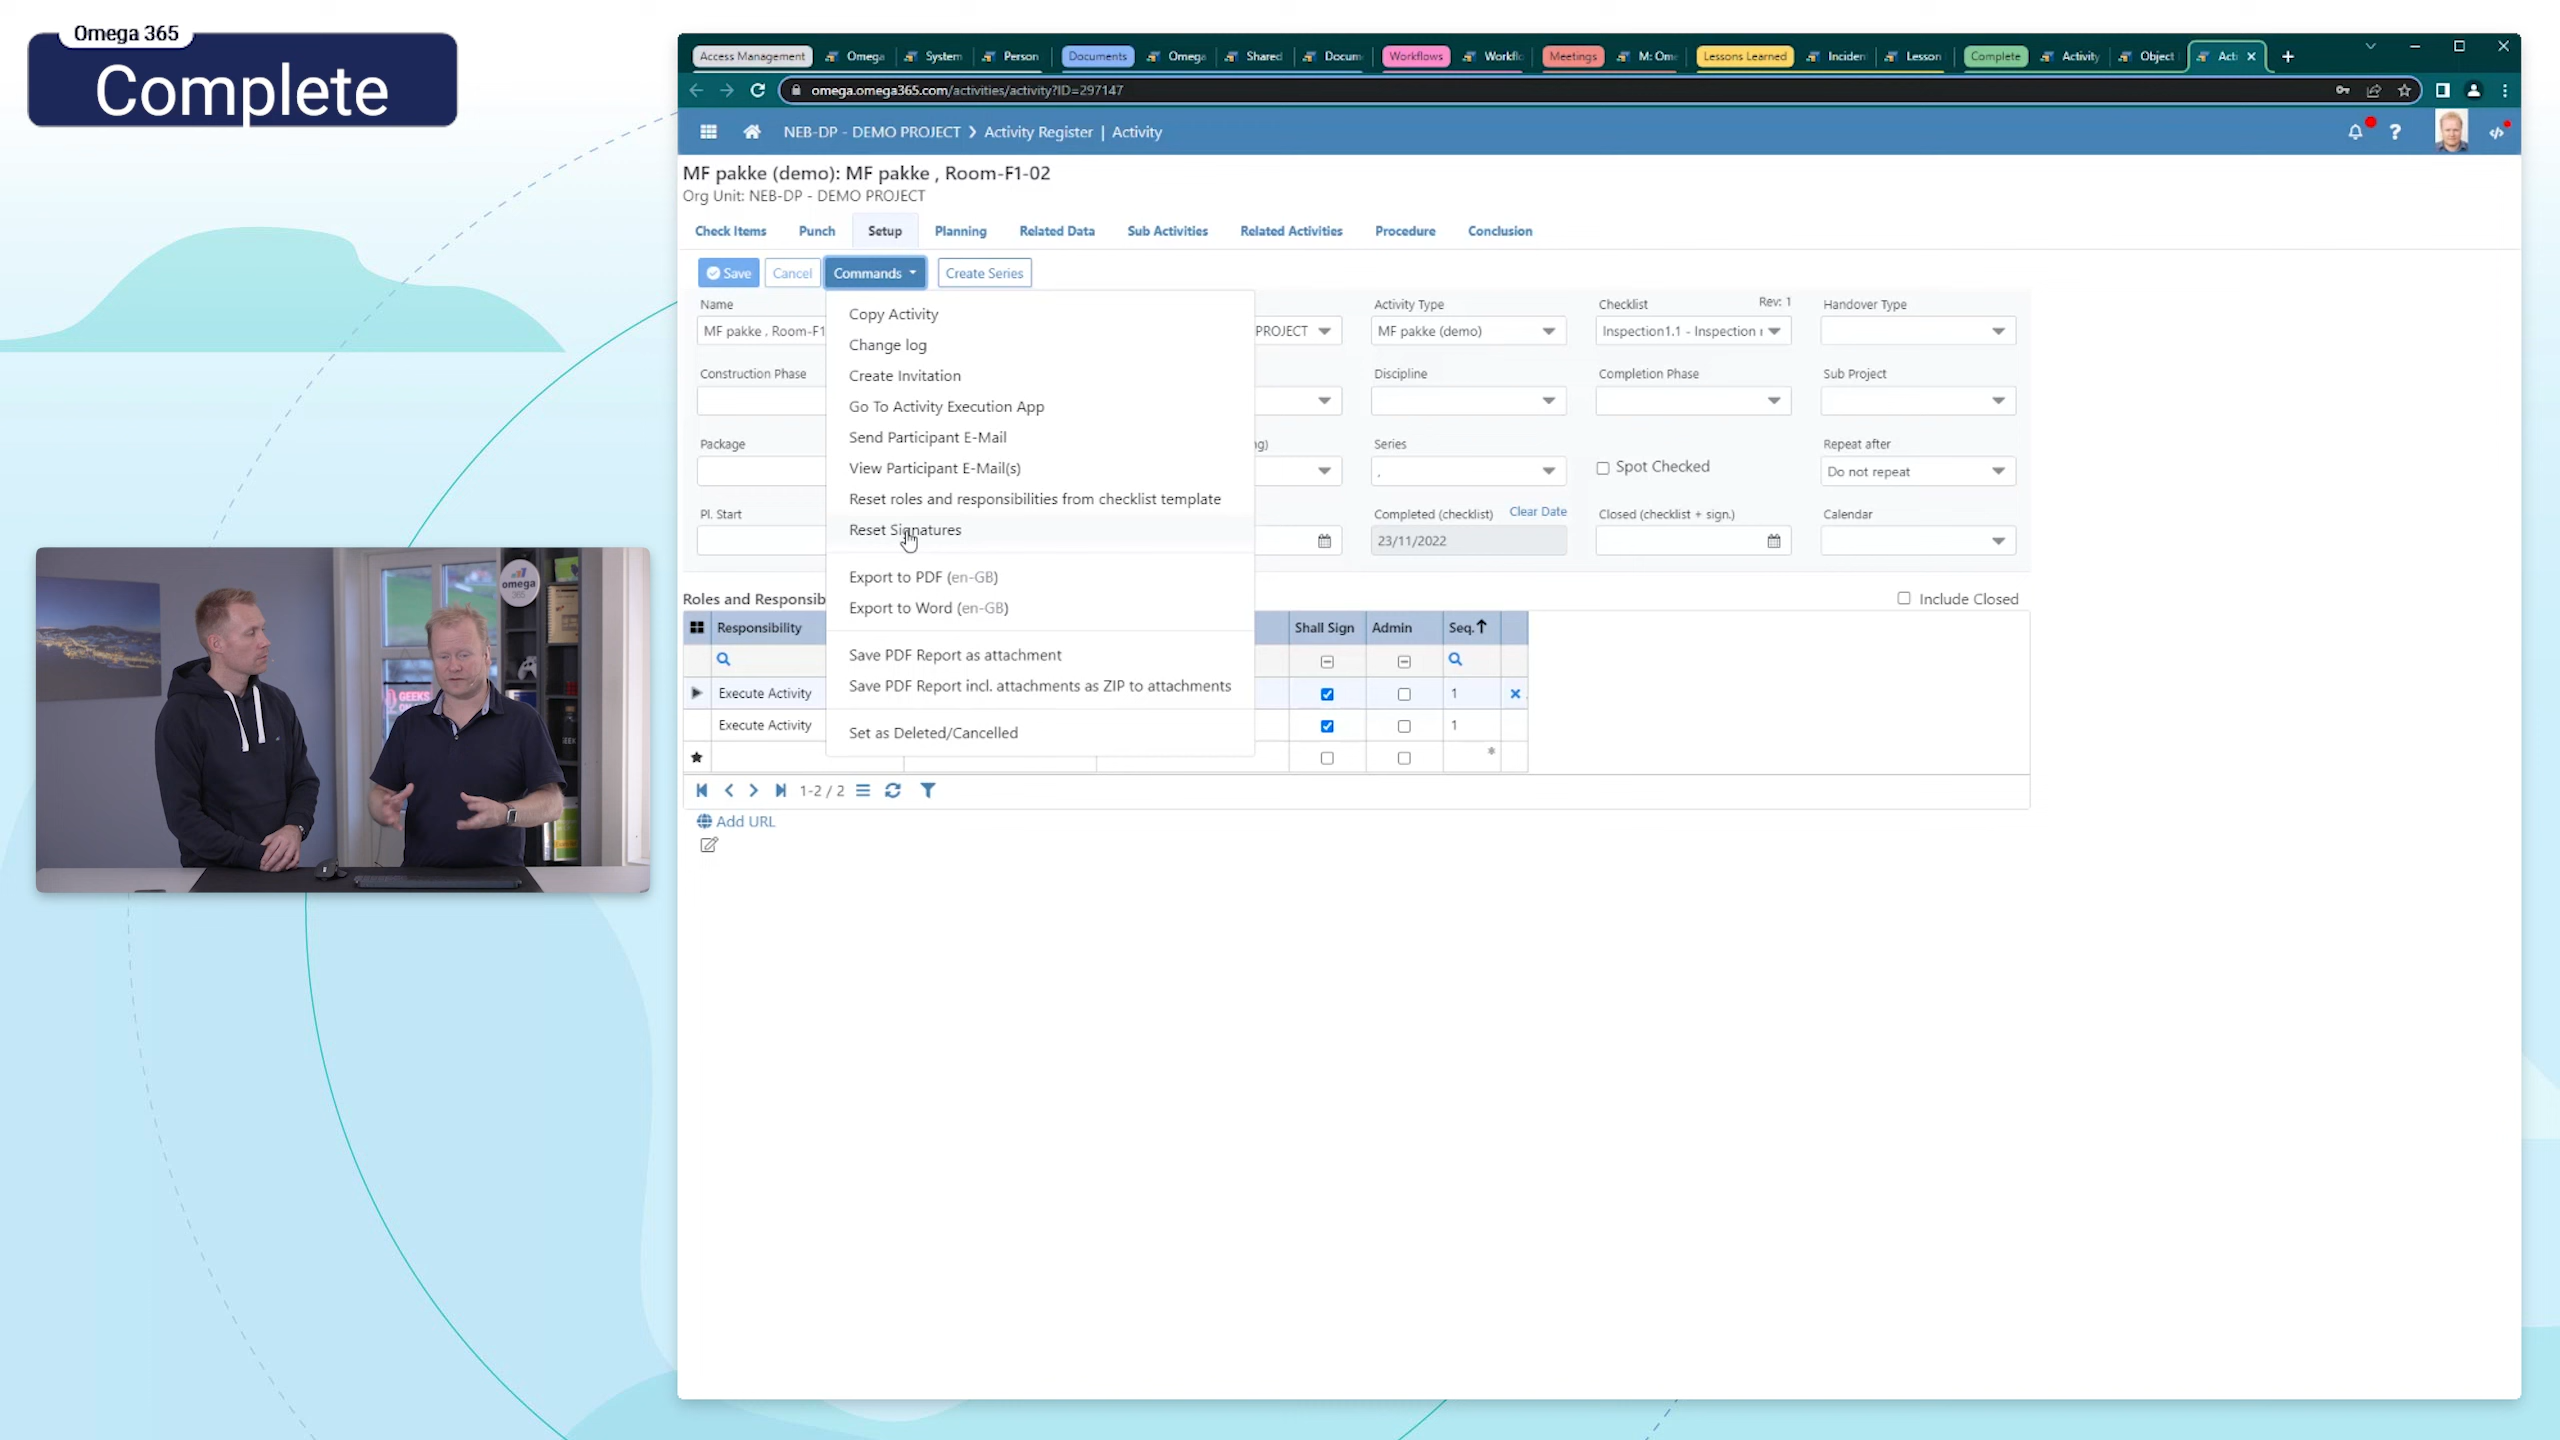 Omega 365
Complete
Access Management
Omega
System
Person
Documents
Omega
Shared
Docum
Workflows
Workflo
Meetings
M: Ome
Lessons Learned
Inciden
Lesson
Complete
Activity
Object
Acti
omega.omega365.com/activities/activity?ID=297147
NEB-DP - DEMO PROJECT > Activity Register | Activity
MF pakke (demo): MF pakke , Room-F1-02
Org Unit: NEB-DP - DEMO PROJECT
Check Items
Punch
Setup
Planning
Related Data
Sub Activities
Related Activities
Procedure
Conclusion
Save
Cancel
Commands
Create Series
Name
Activity Type
Checklist
Rev: 1
Handover Type
MF pakke , Room-F1
PROJECT
MF pakke (demo)
Inspection1.1 - Inspection
Construction Phase
Discipline
Completion Phase
Sub Project
Package
Series
Repeat after
.
Spot Checked
Do not repeat
Pl. Start
Completed (checklist)
Clear Date
Closed (checklist + sign.)
Calendar
23/11/2022
Copy Activity
Change log
Create Invitation
Go To Activity Execution App
Send Participant E-Mail
View Participant E-Mail(s)
Reset roles and responsibilities from checklist template
Reset Signatures
Export to PDF (en-GB)
Export to Word (en-GB)
Save PDF Report as attachment
Save PDF Report incl. attachments as ZIP to attachments
Set as Deleted/Cancelled
Roles and Responsib
Include Closed
Responsibility
Shall Sign
Admin
Seq.
Execute Activity
1
Execute Activity
1
1-2 / 2
Add URL
omega
365
GEEKS
GEEK